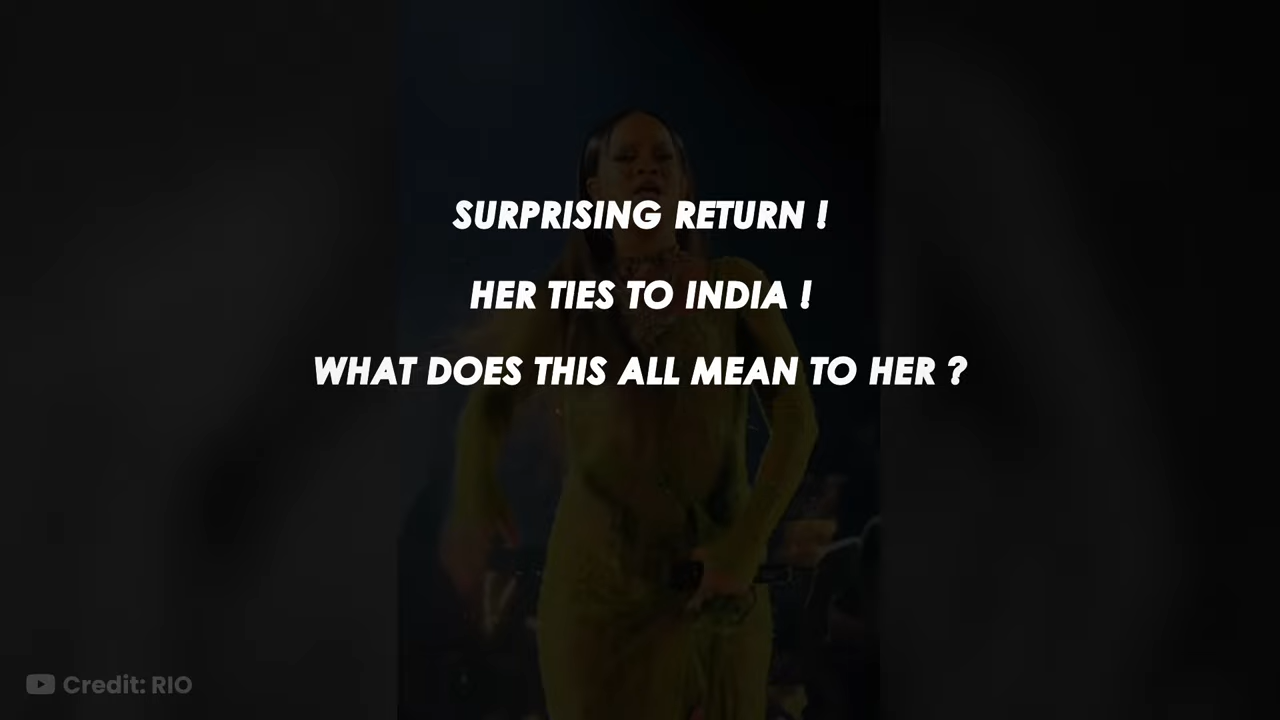 SURPRISING RETURN !
HER TIES TO INDIA !
WHAT DOES THIS ALL MEAN TO HER ?
Credit: RIO